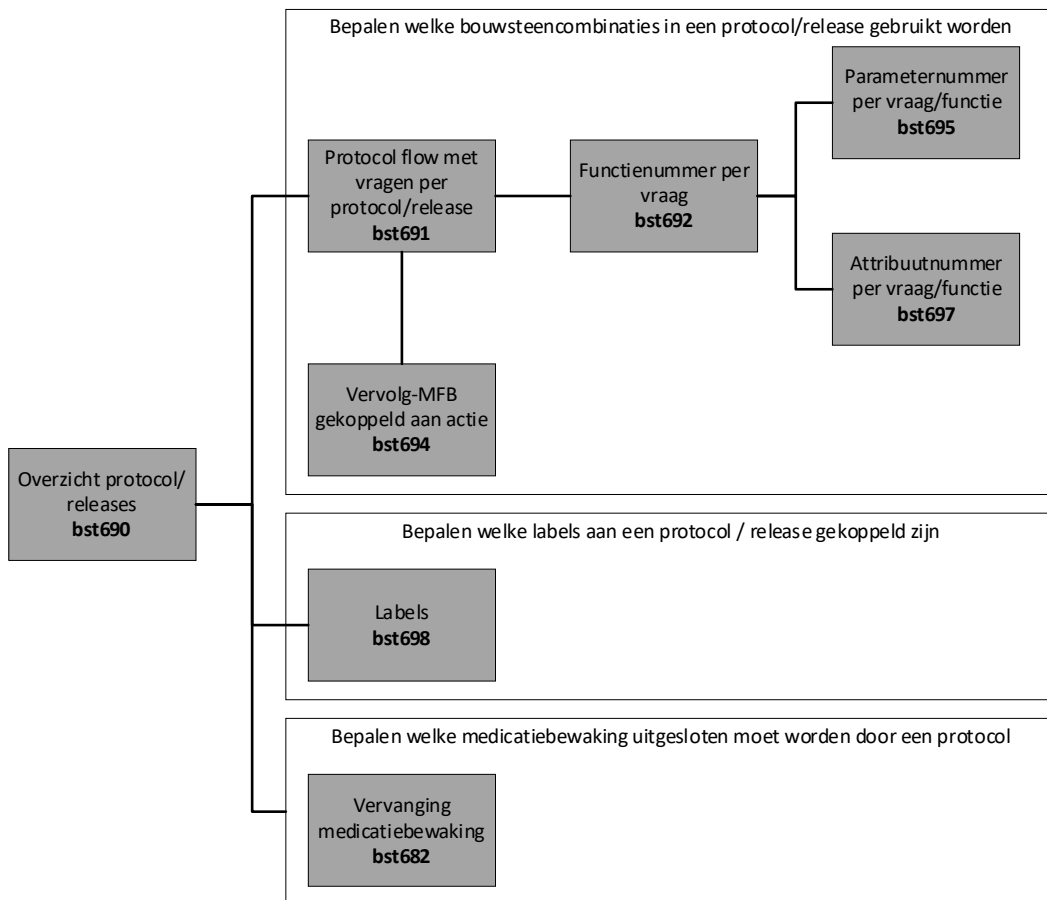 Bepalen welke bouwsteencombinaties in een protocol/release gebruikt worden
Parameternummer
per vraag/functie
bst695
Protocol flow met
vragen per
protocol/release
bst691
Functienummer per
vraag
bst692
Attribuutnummer
per vraag/functie
bst697
Vervolg-MFB
gekoppeld aan actie
bst694
Overzicht protocol/
releases
bst690
Bepalen welke labels aan een protocol / release gekoppeld zijn
Labels
bst698
Bepalen welke medicatiebewaking uitgesloten moet worden door een protocol
Vervanging
medicatiebewaking
bst682